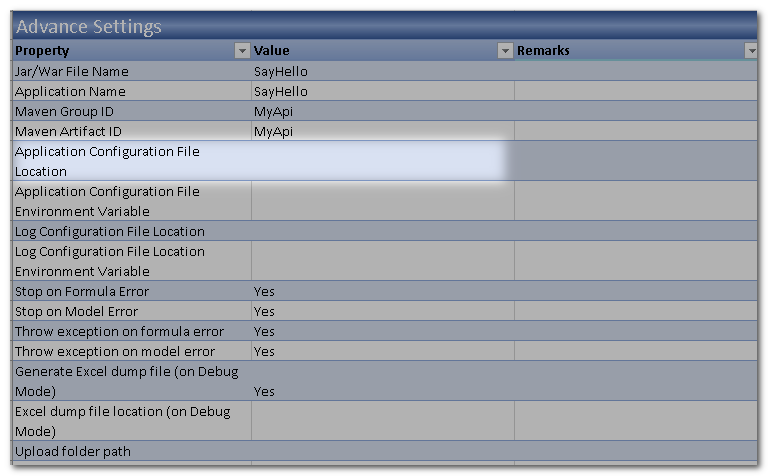 Advance Settings
Property Value Remarks
Jar/War File Name SayHello
Application Name SayHello
Maven Group ID MyApi
Maven Artifact ID MyApi
Application Configuration File
Location
Application Configuration File
Environment Variable
Log Configuration File Location
Log Configuration File Location
Environment Variable
Stop on Formula Error Yes
Stop on Model Error Yes
Throw exception on formula error Yes
Throw exception on model error Yes
Generate Excel dump file (on Debug
Mode) Yes
Excel dump file location (on Debug
Mode)
Upload folder path